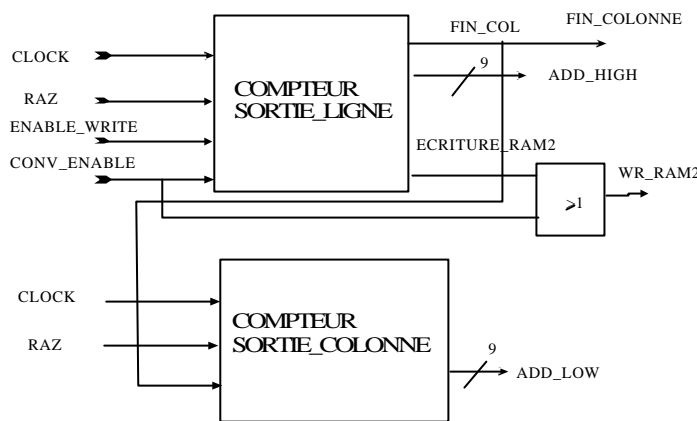 FIN_COL
FIN_COLONNE
CLOCK
9
ADD_HIGH
COMPTEUR
SORTIE_LIGNE
RAZ
ENABLE_WRITE
ECRITURE_RAM2
CONV_ENABLE
WR_RAM2
≥1
CLOCK
COMPTEUR
SORTIE_COLONNE
RAZ
9
ADD_LOW